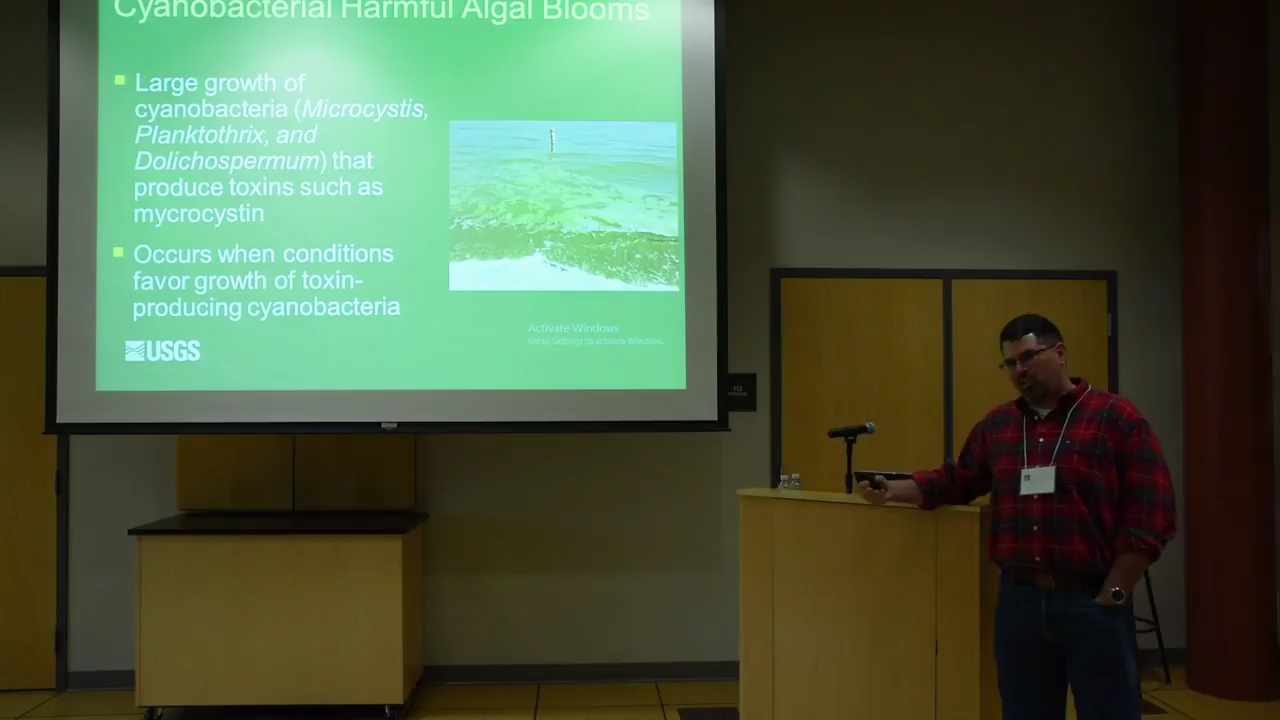 Cyanobacterial Harmful Algal Blooms
Large growth of
cyanobacteria (Microcystis,
Planktothrix, and
Dolichospermum) that
produce toxins such as
mycrocystin
Occurs when conditions
favor growth of toxin-
producing cyanobacteria
Activate Windows
Go to Settings to activate Windows.
USGS
113